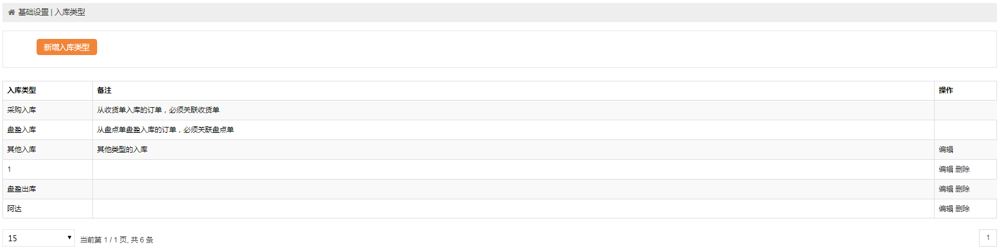 基础设置 | 入库类型
新增入库类型
入库类型 备注 操作
采购入库 从收货单入库的订单，必须关联收货单
盘盈入库 从盘点单盘盈入库的订单，必须关联盘点单
其他入库 其他类型的入库 编辑
1 编辑 删除
盘盈出库 编辑 删除
阿达 编辑 删除
15 当前第 1 / 1 页, 共 6 条 1